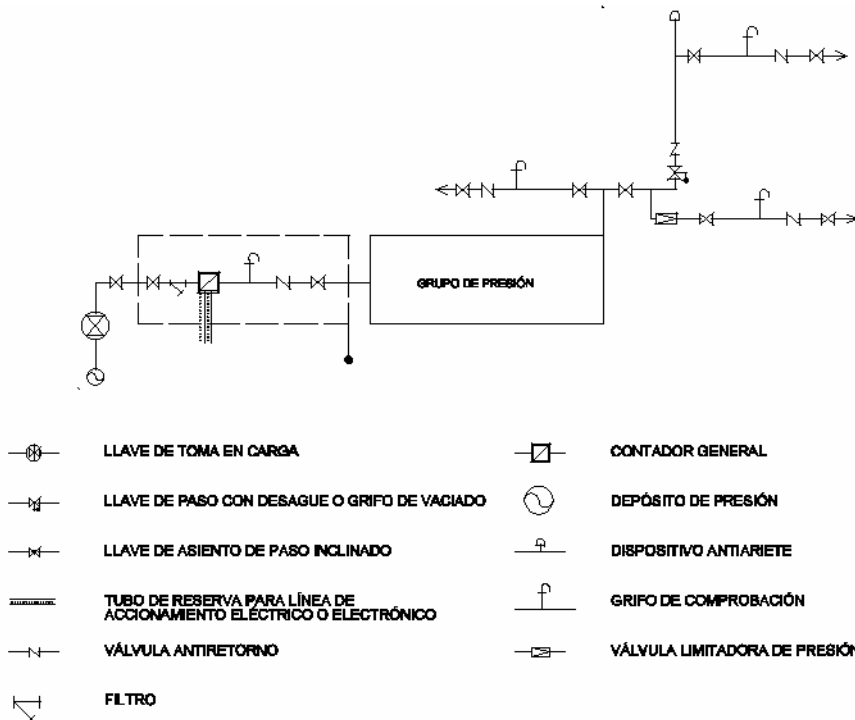 GRUPO DE PRESIÓN
LLAVE DE TOMA EN CARGA
LLAVE DE PASO CON DESAGUE O GRIFO DE VACIADO
LLAVE DE ASIENTO DE PASO INCLINADO
TUBO DE RESERVA PARA LÍNEA DE
ACCIONAMIENTO ELÉCTRICO O ELECTRÓNICO
VÁLVULA ANTIRETORNO
FILTRO
CONTADOR GENERAL
DEPÓSITO DE PRESIÓN
DISPOSITIVO ANTIARIETE
GRIFO DE COMPROBACIÓN
VÁLVULA LIMITADORA DE PRESIÓN